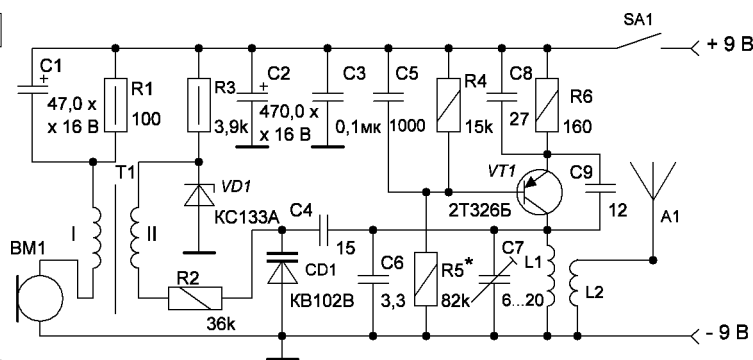 SA1
+ 9 В
C1
+
47,0 х
х 16 В
R1
100
R3
3,9k
C2
+
470,0 х
х 16 В
C3
0,1мк
C5
1000
R4
15k
C8
27
R6
160
T1
VD1
КС133А
VT1
2Т326Б
C9
12
A1
I
II
BM1
C4
15
R2
36k
CD1
КВ102В
C6
3,3
R5*
82k
C7
6...20
L1
L2
- 9 В